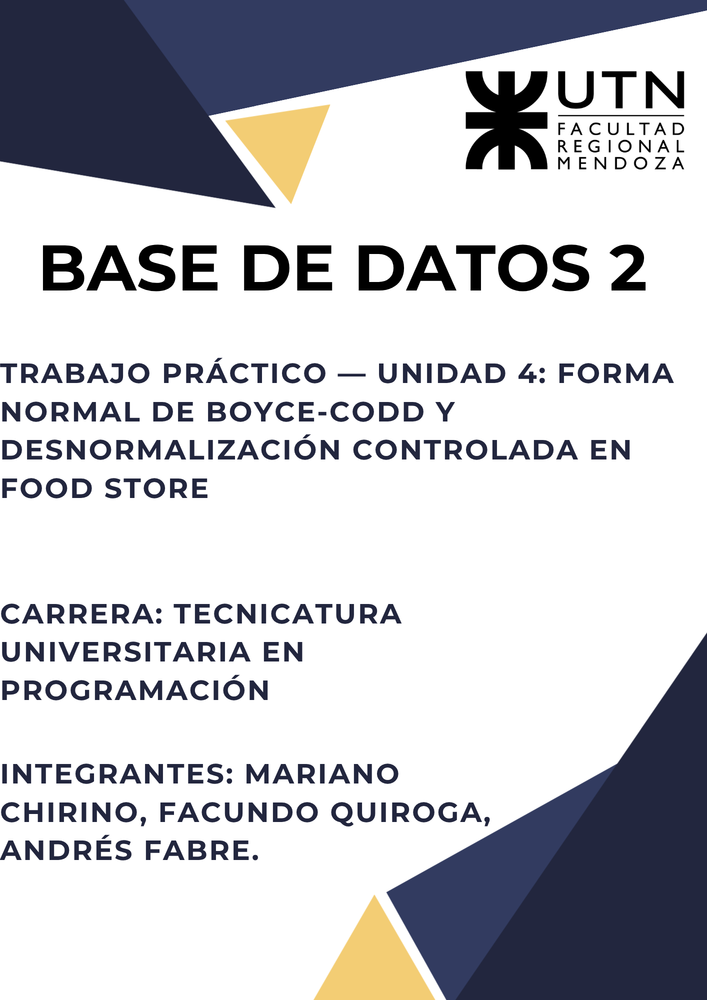 UTN
FACULTAD
REGIONAL
MENDOZA
BASE DE DATOS 2
TRABAJO PRÁCTICO — UNIDAD 4: FORMA
NORMAL DE BOYCE-CODD Y
DESNORMALIZACIÓN CONTROLADA EN
FOOD STORE
CARRERA: TECNICATURA
UNIVERSITARIA EN
PROGRAMACIÓN
INTEGRANTES: MARIANO
CHIRINO, FACUNDO QUIROGA,
ANDRÉS FABRE.